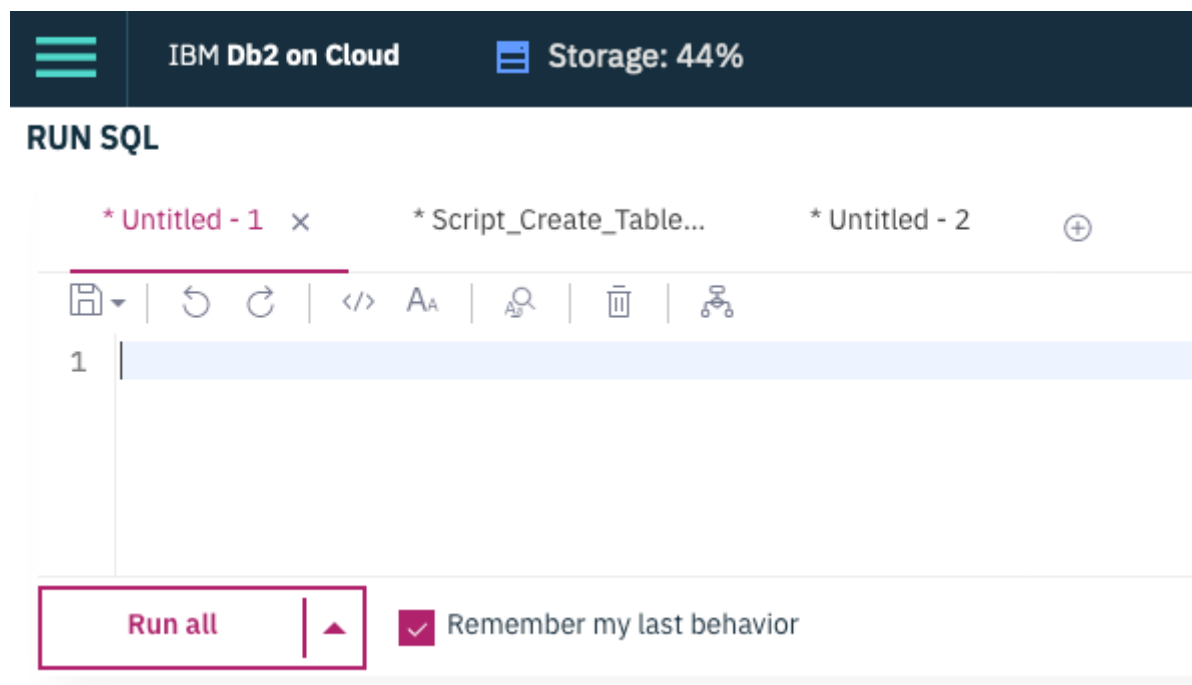 IBM Db2 on Cloud Storage: 44%
RUN SQL
* Untitled - 1 × * Script_Create_Table... * Untitled - 2
</> AA A
1
Run all Remember my last behavior